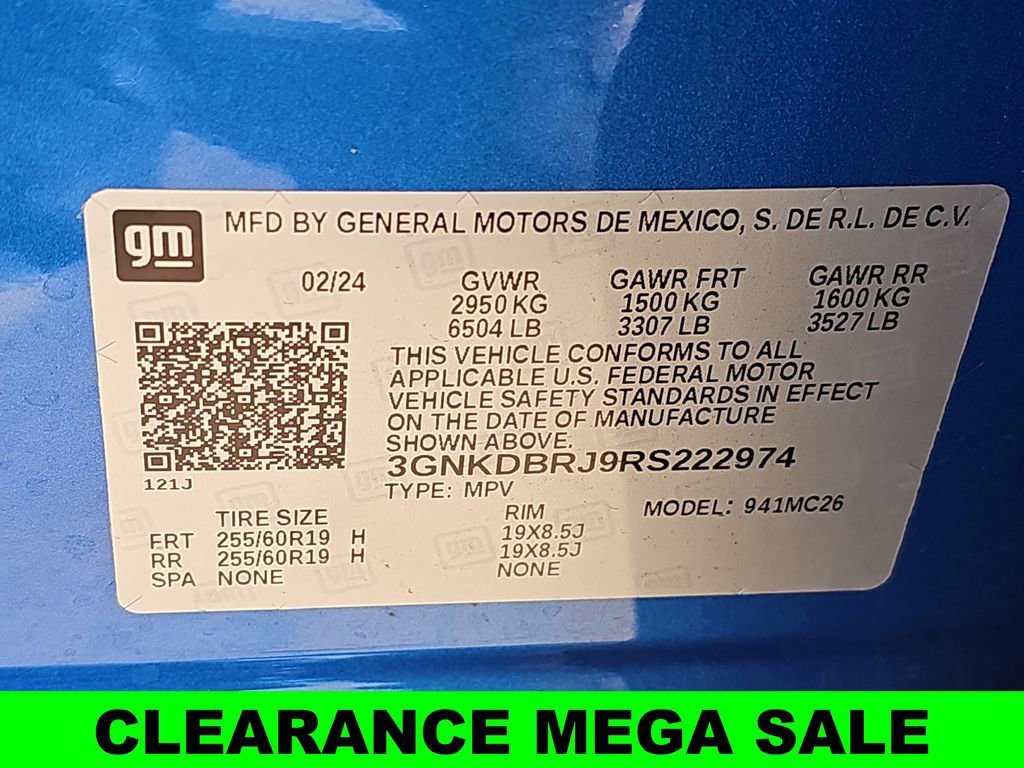 gm
MFD BY GENERAL MOTORS DE MEXICO, S. DE R.L. DE C.V.
02/24 GVWR GAWR FRT GAWR RR
2950 KG 1500 KG 1600 KG
6504 LB 3307 LB 3527 LB
THIS VEHICLE CONFORMS TO ALL
APPLICABLE U.S. FEDERAL MOTOR
VEHICLE SAFETY STANDARDS IN EFFECT
ON THE DATE OF MANUFACTURE
SHOWN ABOVE.
3GNKDBRJ9RS222974
121J
TYPE: MPV
MODEL: 941MC26
TIRE SIZE RIM
FRT 255/60R19 H 19X8.5J
RR 255/60R19 H 19X8.5J
SPA NONE NONE
CLEARANCE MEGA SALE